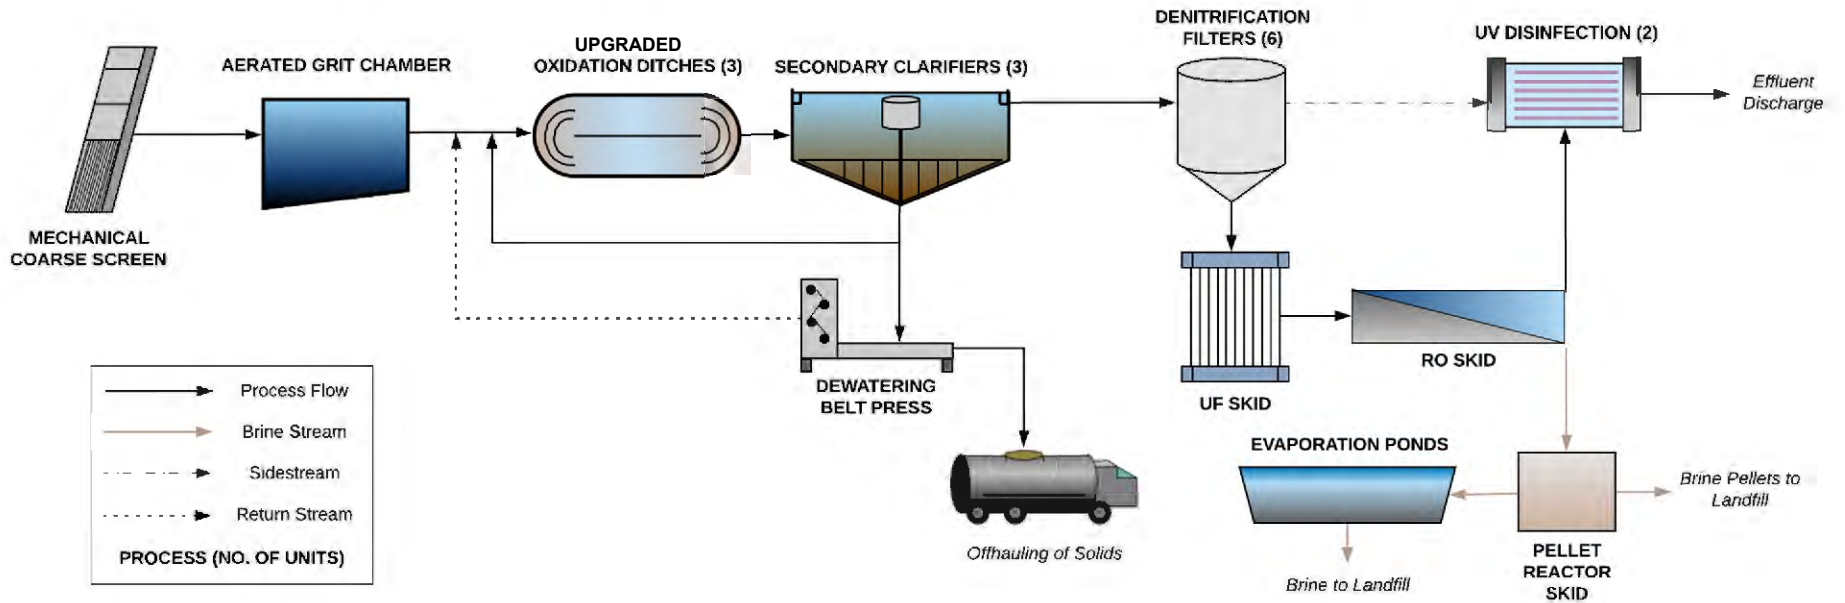 DENITRIFICATION
FILTERS (6)
UV DISINFECTION (2)
UPGRADED
OXIDATION DITCHES (3)
AERATED GRIT CHAMBER
SECONDARY CLARIFIERS (3)
Effluent
Discharge
MECHANICAL
COARSE SCREEN
RO SKID
DEWATERING
BELT PRESS
UF SKID
Process Flow
Brine Stream
Sidestream
Return Stream
PROCESS (NO. OF UNITS)
EVAPORATION PONDS
Brine Pellets to
Landfill
Offhauling of Solids
PELLET
REACTOR
SKID
Brine to Landfill